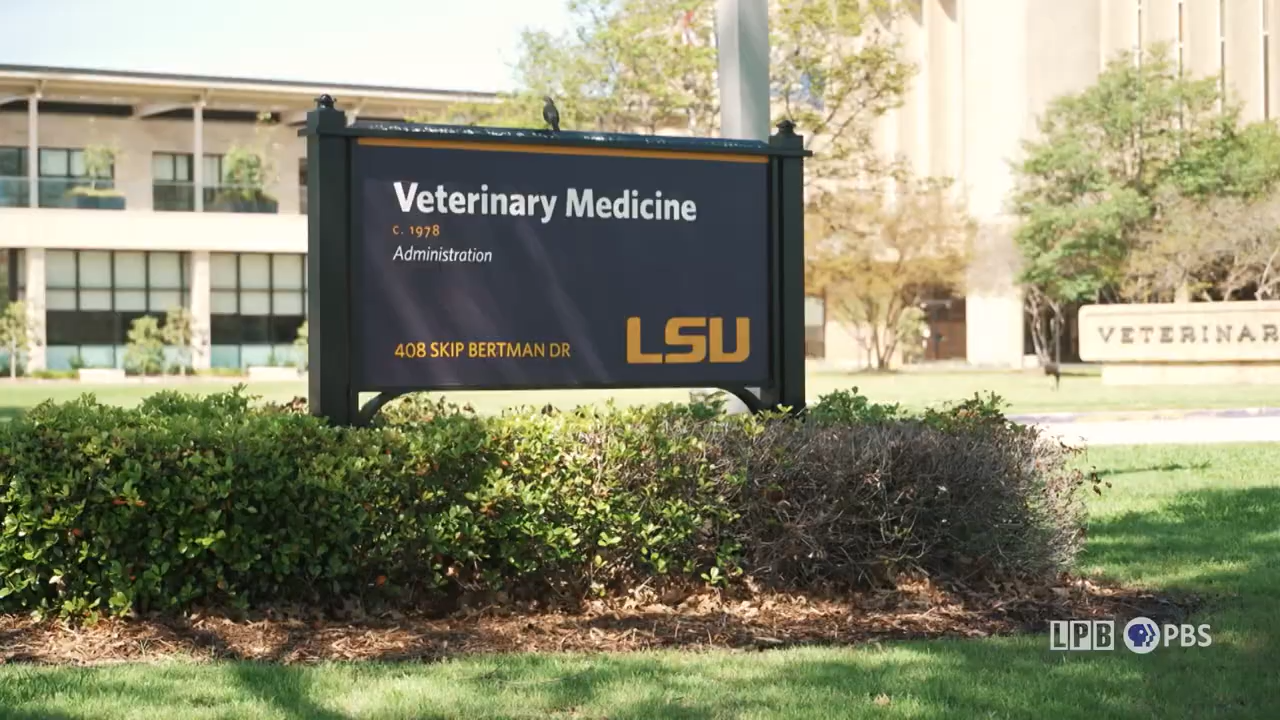 Veterinary Medicine
c. 1978
Administration
408 SKIP BERTMAN DR
LSU
VETERINAR
LPB PBS